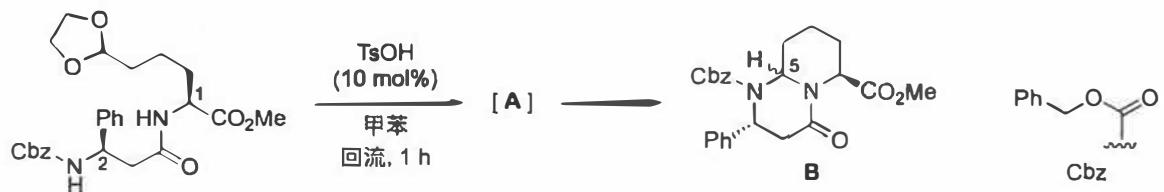 O
O
TsOH
(10 mol%)
甲苯
回流, 1 h
[ A ]
1
HN
CO₂Me
Ph
Cbz
N
H
2
O
H
5
Cbz
N
N
CO₂Me
Ph
O
B
Ph
O
O
Cbz